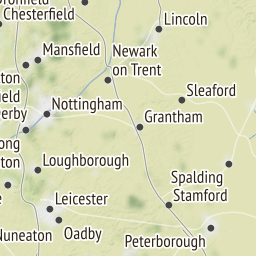 Chesterfield
Lincoln
Mansfield
Newark
on Trent
Sleaford
Nottingham
Grantham
Loughborough
Spalding
Stamford
Leicester
Oadby
Nuneaton
Peterborough